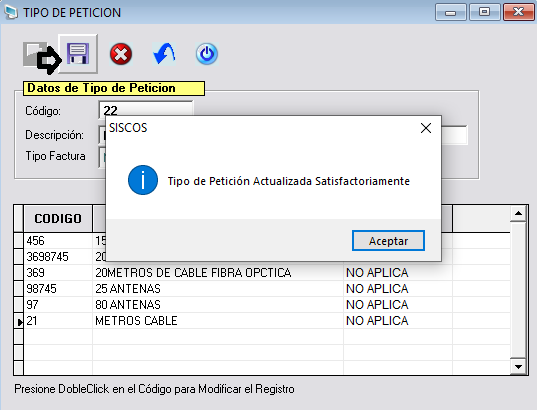 TIPO DE PETICION
Datos de Tipo de Peticion
Código: 22
SISCOS
Descripción:
Tipo Factura
Tipo de Petición Actualizada Satisfactoriamente
Aceptar
CODIGO
456 15
3698745 20
369 20METROS DE CABLE FIBRA OPCTICA NO APLICA
98745 25 ANTENAS NO APLICA
97 80 ANTENAS NO APLICA
21 METROS CABLE NO APLICA
Presione DobleClick en el Código para Modificar el Registro